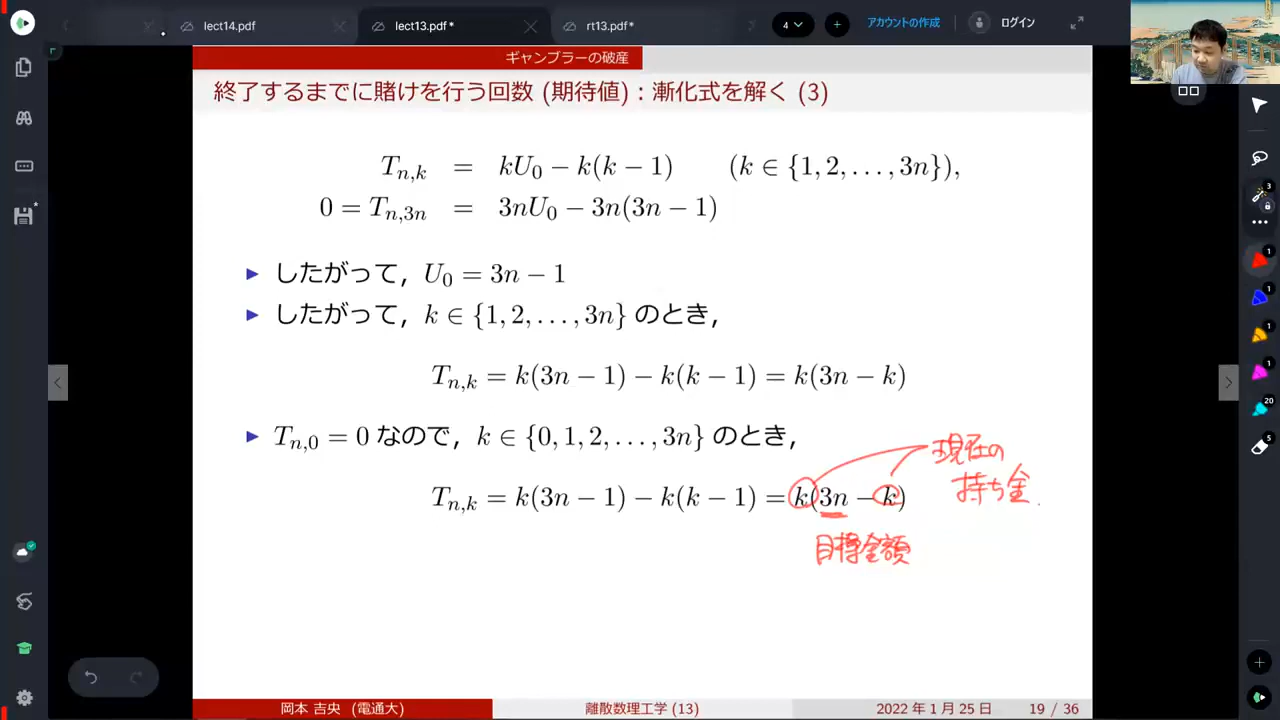 lect14.pdf
lect13.pdf*
rt13.pdf*
4
アカウントの作成
ログイン
ギャンブラーの破産
終了するまでに賭けを行う回数 (期待値) : 漸化式を解く (3)
T_{n,k} = kU_0 − k(k − 1) (k ∈ {1, 2, . . . , 3n}),
0 = T_{n,3n} = 3nU_0 − 3n(3n − 1)
▶ したがって，U_0 = 3n − 1
▶ したがって，k ∈ {1, 2, . . . , 3n} のとき，
T_{n,k} = k(3n − 1) − k(k − 1) = k(3n − k)
▶ T_{n,0} = 0 なので，k ∈ {0, 1, 2, . . . , 3n} のとき，
T_{n,k} = k(3n − 1) − k(k − 1) = k(3n − k)
現在の
持ち金
目標金額
岡本 吉央 (電通大)
離散数理工学 (13)
2022 年 1 月 25 日
19 / 36
3
1
1
1
1
20
5